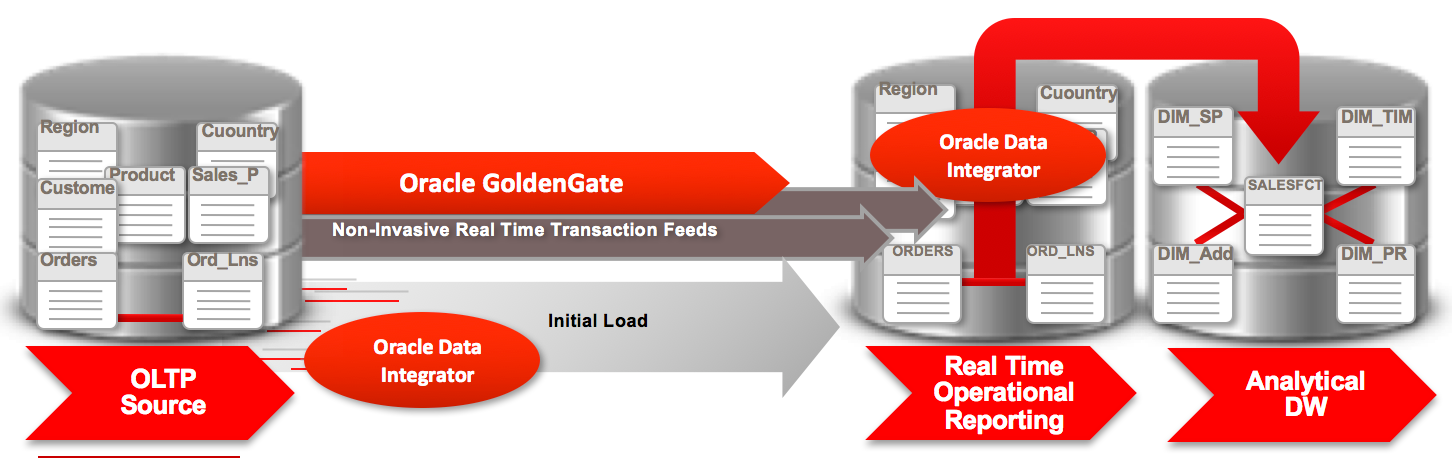 Region
Cuountry
Product
Sales_P
Custome
Orders
Ord_Lns
OLTP
Source
Oracle GoldenGate
Non-Invasive Real Time Transaction Feeds
Initial Load
Oracle Data
Integrator
Region
Cuountry
Oracle Data
Integrator
ORDERS
ORD_LNS
Real Time
Operational
Reporting
DIM_SP
DIM_TIM
SALESFCT
DIM_Add
DIM_PR
Analytical
DW